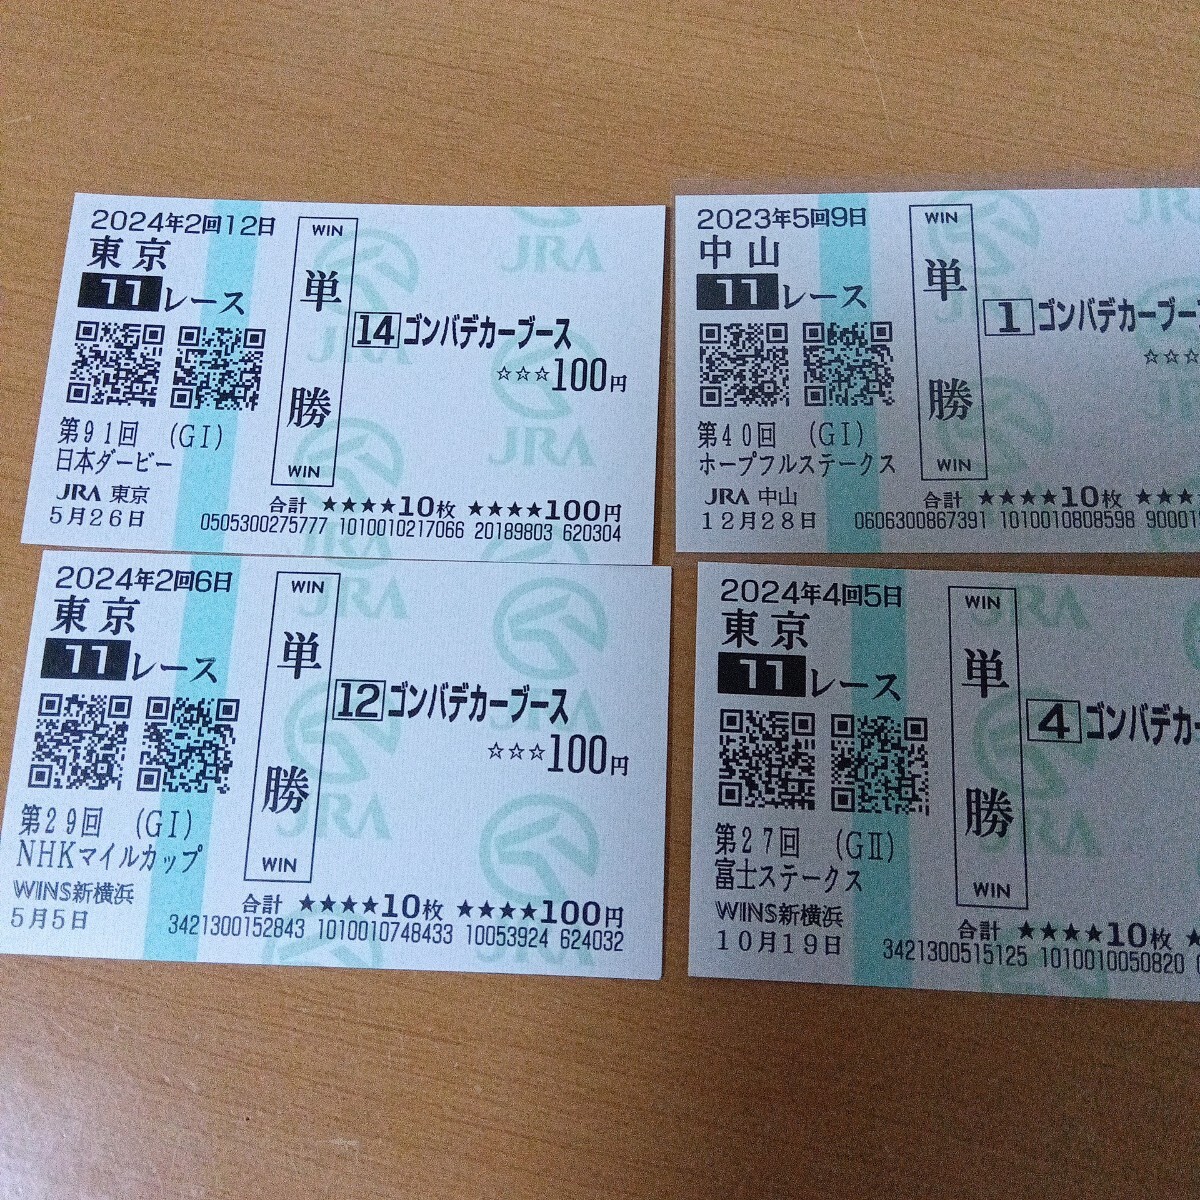 2024年2回12日
東京
11レース
第91回 (GⅠ)
日本ダービー
JRA 東京
5月26日
WIN
単勝
WIN
14 ゴンバデカーブース
☆☆☆100円
合計 ★★★★10枚 ★★★★100円
0505300275777 1010010217066 20189803 620304
JRA
JRA
JRA
JRA
2023年5回9日
中山
11レース
第40回 (GⅠ)
ホープフルステークス
JRA 中山
12月28日
WIN
単勝
WIN
1 ゴンバデカーブー
☆☆☆
合計 ★★★★10枚 ★★★
0606300867391 1010010808598 90001
JRA
2024年2回6日
東京
11レース
第29回 (GⅠ)
NHKマイルカップ
WINS新横浜
5月5日
WIN
単勝
WIN
12 ゴンバデカーブース
☆☆☆100円
合計 ★★★★10枚 ★★★★100円
3421300152843 1010010748433 10053924 624032
JRA
JRA
2024年4回5日
東京
11レース
第27回 (GⅡ)
富士ステークス
WINS新横浜
10月19日
WIN
単勝
WIN
4 ゴンバデカー
合計 ★★★★10枚 ★
3421300515125 1010010050820
JRA